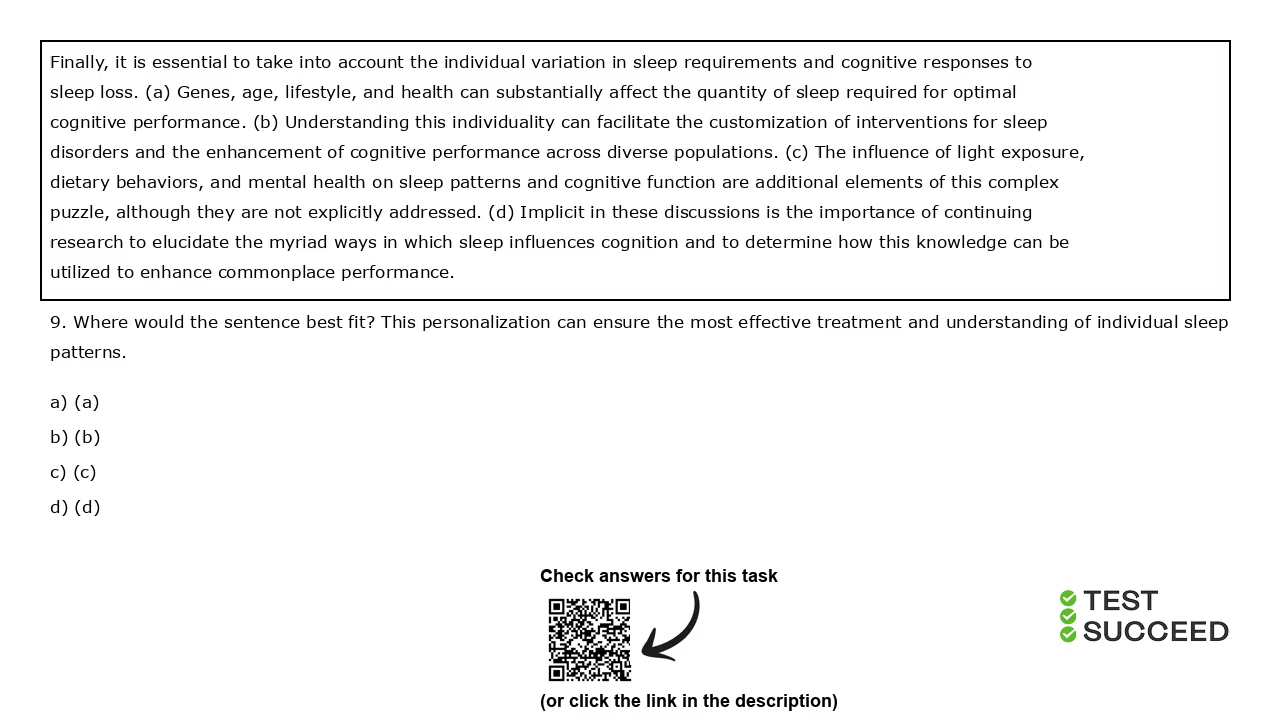 Finally, it is essential to take into account the individual variation in sleep requirements and cognitive responses to
sleep loss. (a) Genes, age, lifestyle, and health can substantially affect the quantity of sleep required for optimal
cognitive performance. (b) Understanding this individuality can facilitate the customization of interventions for sleep
disorders and the enhancement of cognitive performance across diverse populations. (c) The influence of light exposure,
dietary behaviors, and mental health on sleep patterns and cognitive function are additional elements of this complex
puzzle, although they are not explicitly addressed. (d) Implicit in these discussions is the importance of continuing
research to elucidate the myriad ways in which sleep influences cognition and to determine how this knowledge can be
utilized to enhance commonplace performance.
9. Where would the sentence best fit? This personalization can ensure the most effective treatment and understanding of individual sleep
patterns.
a) (a)
b) (b)
c) (c)
d) (d)
Check answers for this task
(or click the link in the description)
TEST
SUCCEED